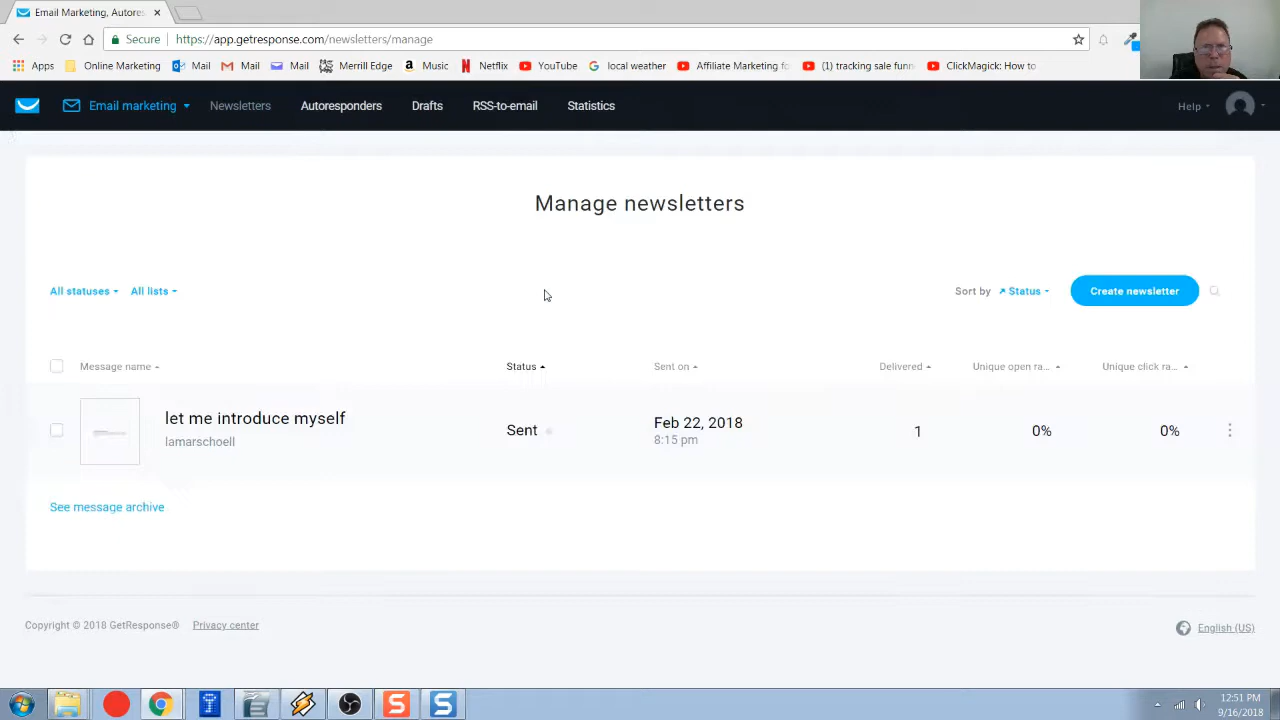 Email Marketing, Autores
Secure https://app.getresponse.com/newsletters/manage
Apps Online Marketing Mail Mail Mail Merrill Edge Music Netflix YouTube local weather Affiliate Marketing fo (1) tracking sale funn ClickMagick: How to
Email marketing Newsletters Autoresponders Drafts RSS-to-email Statistics Help
Manage newsletters
All statuses All lists Sort by Status Create newsletter
Message name Status Sent on Delivered Unique open ra... Unique click ra...
let me introduce myself Sent Feb 22, 2018 1 0% 0%
lamarschoell 8:15 pm
See message archive
Copyright © 2018 GetResponse® Privacy center English (US)
12:51 PM
9/16/2018